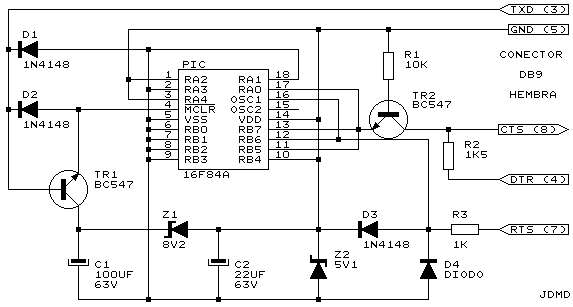 TXD (3)
GND (5)
D1
1N4148
PIC
R1
10K
CONECTOR
DB9
HEMBRA
1 RA2 RA1 18
2 RA3 RA0 17
3 RA4 OSC1 16
4 MCLR OSC2 15
5 VSS VDD 14
6 RB0 RB7 13
7 RB1 RB6 12
8 RB2 RB5 11
9 RB3 RB4 10
16F84A
D2
1N4148
TR2
BC547
CTS (8)
R2
1K5
TR1
BC547
DTR (4)
Z1
8V2
D3
1N4148
R3
1K
RTS (7)
C1
100UF
63V
C2
22UF
63V
Z2
5V1
D4
DIODO
JDMD